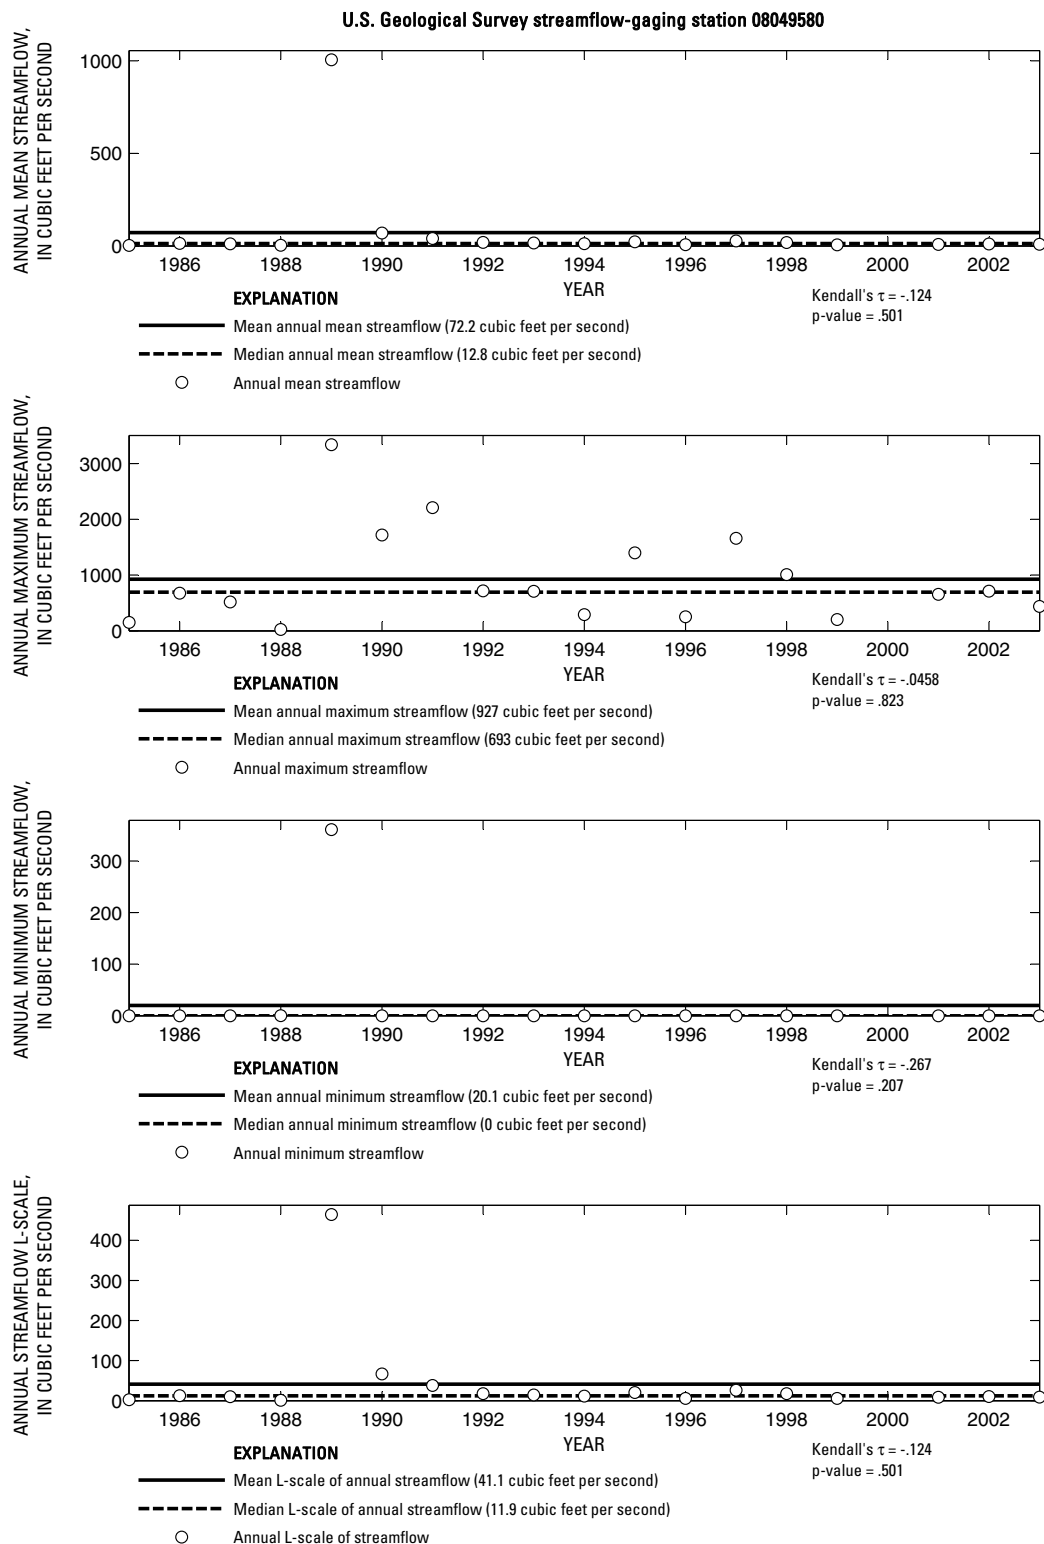 U.S. Geological Survey streamflow-gaging station 08049580
ANNUAL MEAN STREAMFLOW,
IN CUBIC FEET PER SECOND
1000
500
0
1986 1988 1990 1992 1994 1996 1998 2000 2002
YEAR
Kendall's τ = -.124
p-value = .501
EXPLANATION
Mean annual mean streamflow (72.2 cubic feet per second)
Median annual mean streamflow (12.8 cubic feet per second)
Annual mean streamflow
ANNUAL MAXIMUM STREAMFLOW,
IN CUBIC FEET PER SECOND
3000
2000
1000
0
1986 1988 1990 1992 1994 1996 1998 2000 2002
YEAR
Kendall's τ = -.0458
p-value = .823
EXPLANATION
Mean annual maximum streamflow (927 cubic feet per second)
Median annual maximum streamflow (693 cubic feet per second)
Annual maximum streamflow
ANNUAL MINIMUM STREAMFLOW,
IN CUBIC FEET PER SECOND
300
200
100
0
1986 1988 1990 1992 1994 1996 1998 2000 2002
YEAR
Kendall's τ = -.267
p-value = .207
EXPLANATION
Mean annual minimum streamflow (20.1 cubic feet per second)
Median annual minimum streamflow (0 cubic feet per second)
Annual minimum streamflow
ANNUAL STREAMFLOW L-SCALE,
IN CUBIC FEET PER SECOND
400
300
200
100
0
1986 1988 1990 1992 1994 1996 1998 2000 2002
YEAR
Kendall's τ = -.124
p-value = .501
EXPLANATION
Mean L-scale of annual streamflow (41.1 cubic feet per second)
Median L-scale of annual streamflow (11.9 cubic feet per second)
Annual L-scale of streamflow